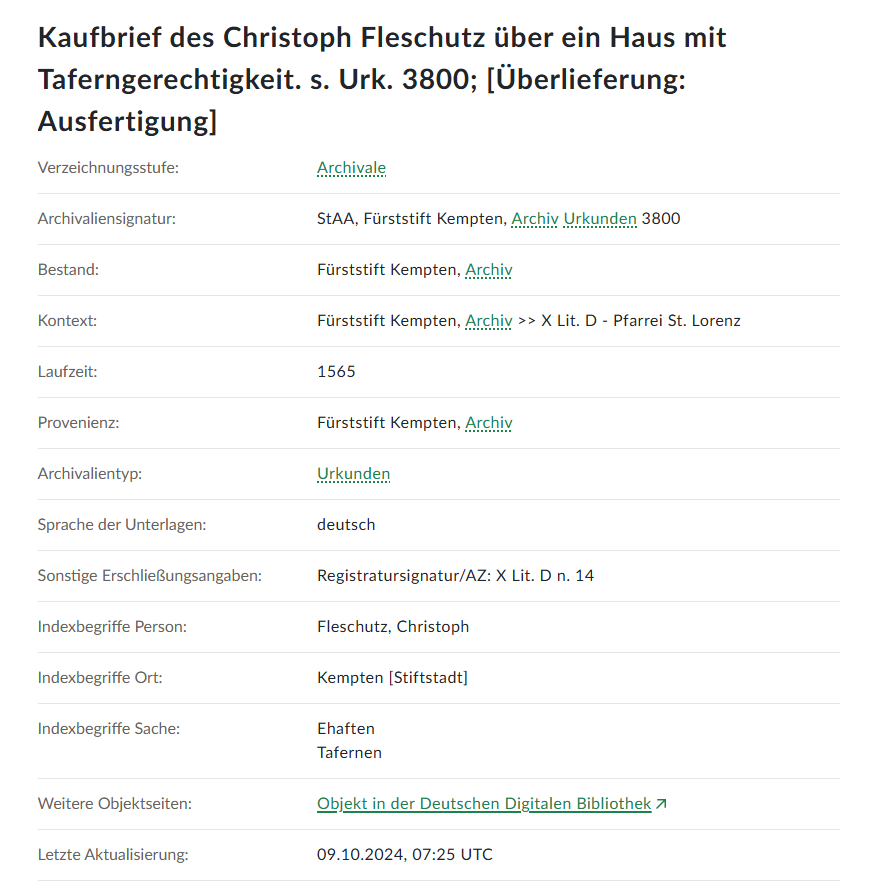 Kaufbrief des Christoph Fleschutz über ein Haus mit
Taferngerechtigkeit. s. Urk. 3800; [Überlieferung:
Ausfertigung]
Verzeichnungsstufe: Archivale
Archivaliensignatur: StAA, Fürststift Kempten, Archiv Urkunden 3800
Bestand: Fürststift Kempten, Archiv
Kontext: Fürststift Kempten, Archiv >> X Lit. D - Pfarrei St. Lorenz
Laufzeit: 1565
Provenienz: Fürststift Kempten, Archiv
Archivalientyp: Urkunden
Sprache der Unterlagen: deutsch
Sonstige Erschließungsangaben: Registratursignatur/AZ: X Lit. D n. 14
Indexbegriffe Person: Fleschutz, Christoph
Indexbegriffe Ort: Kempten [Stiftstadt]
Indexbegriffe Sache: Ehaften
Tafernen
Weitere Objektseiten: Objekt in der Deutschen Digitalen Bibliothek
Letzte Aktualisierung: 09.10.2024, 07:25 UTC